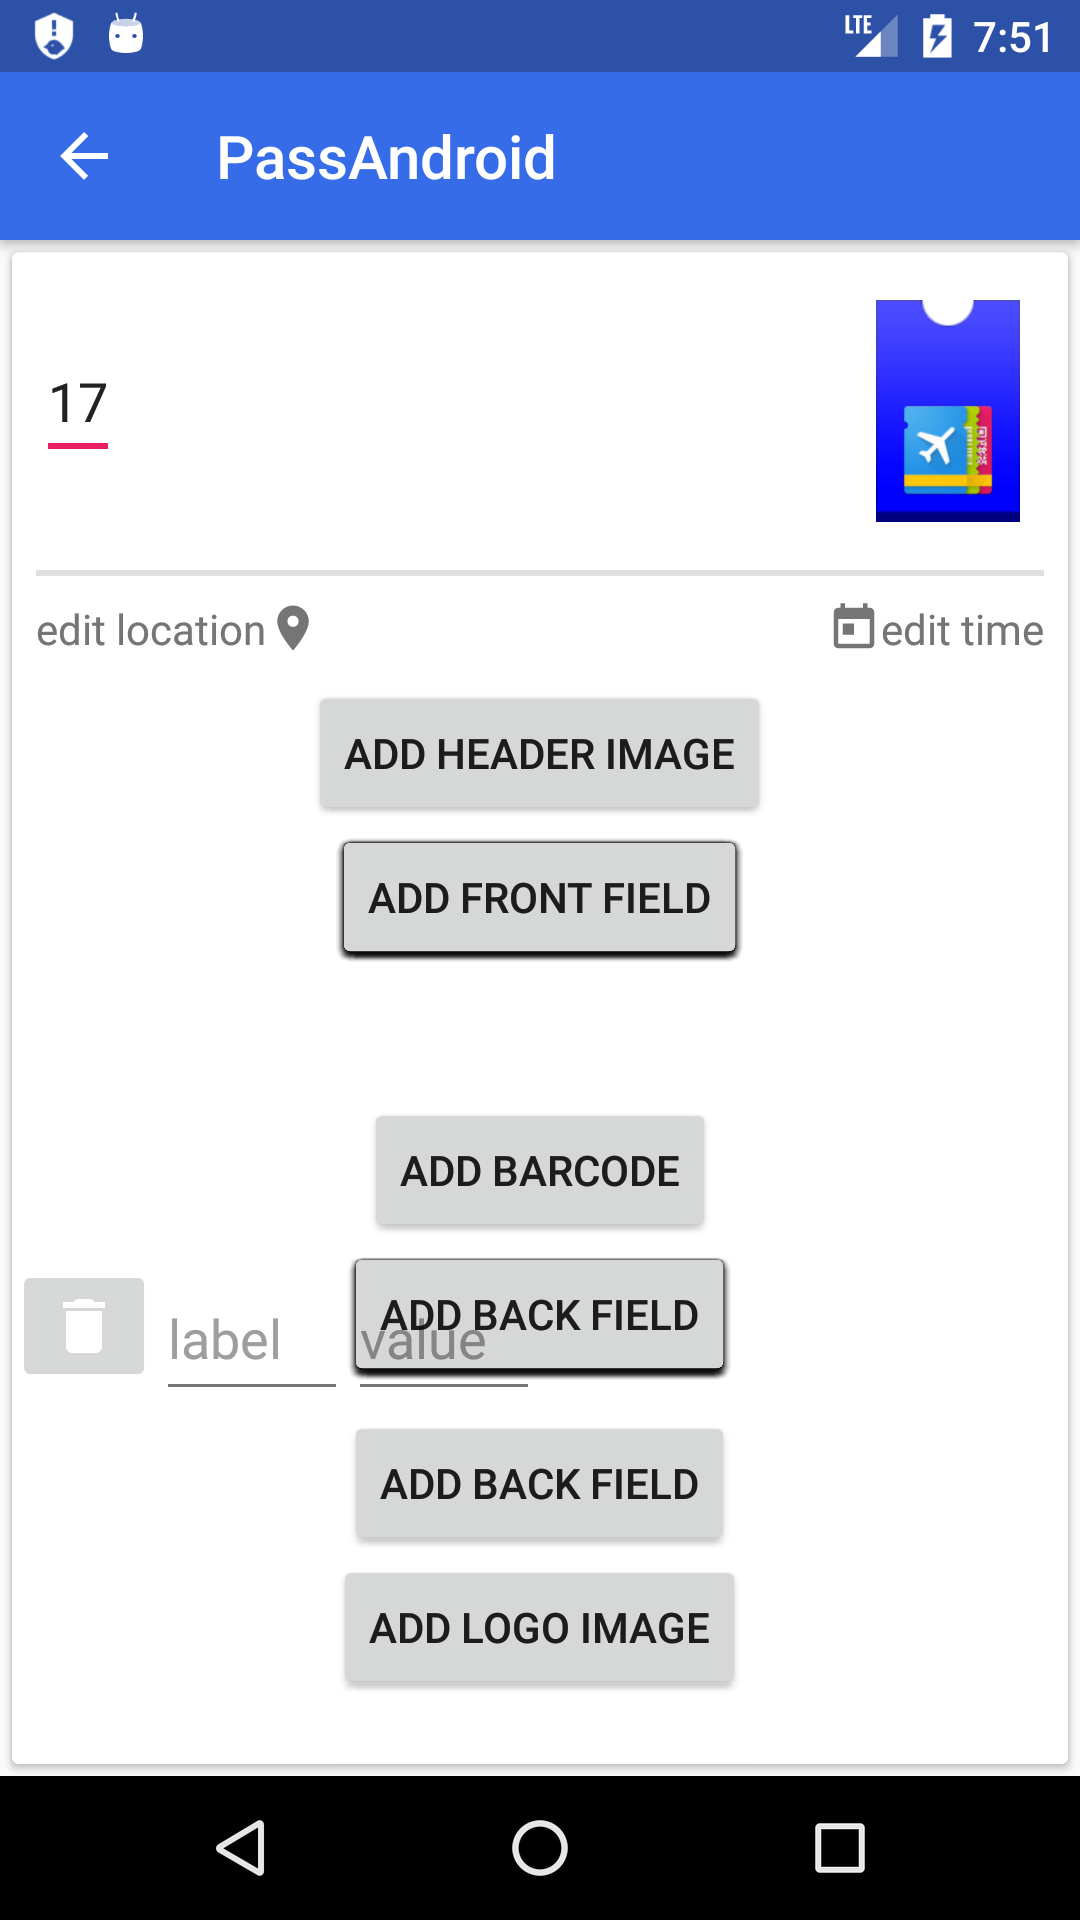 LTE 7:51
PassAndroid
17
edit location edit time
ADD HEADER IMAGE
ADD FRONT FIELD
ADD BARCODE
ADD BACK FIELD
label value
ADD BACK FIELD
ADD LOGO IMAGE